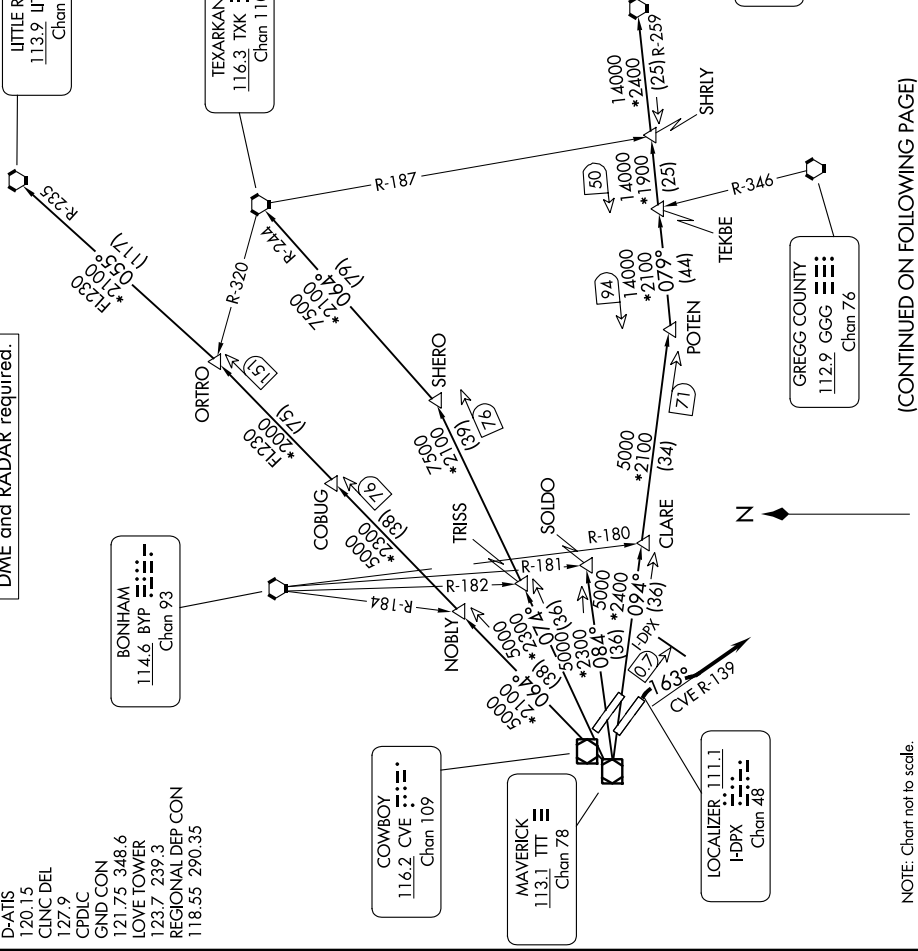 DME and RADAR required.
D-ATIS
120.15
CLNC DEL
127.9
CPDLC
GND CON
121.75 348.6
LOVE TOWER
123.7 239.3
REGIONAL DEP CON
118.55 290.35
LITTLE R
113.9 LI
Chan
TEXARKAN
116.3 TXK
Chan 116
R-235
FL230
*2100
055°
(117)
ORTRO
151
R-320
R-244
7500
*2100
064°
(79)
R-187
FL230
*2000
(75)
COBUG
76
5000
*2300
(38)
SHERO
76
7500
*2100
(39)
BONHAM
114.6 BYP
Chan 93
R-184
R-182
R-181
R-180
TRISS
SOLDO
NOBLY
CLARE
5000
*2100
064°
(38)
5000
*2300
074°
(36)
5000
*2300
084°
(36)
5000
*2400
094°
(36)
5000
*2100
(34)
71
POTEN
94
14000
*2100
079°
(44)
TEKBE
50
14000
*1900
(25)
SHRLY
14000
*2400
(25)
R-259
R-346
GREGG COUNTY
112.9 GGG
Chan 76
COWBOY
116.2 CVE
Chan 109
MAVERICK
113.1 TTT
Chan 78
LOCALIZER 111.1
I-DPX
Chan 48
I-DPX
0.7
163°
CVE R-139
N
NOTE: Chart not to scale.
(CONTINUED ON FOLLOWING PAGE)